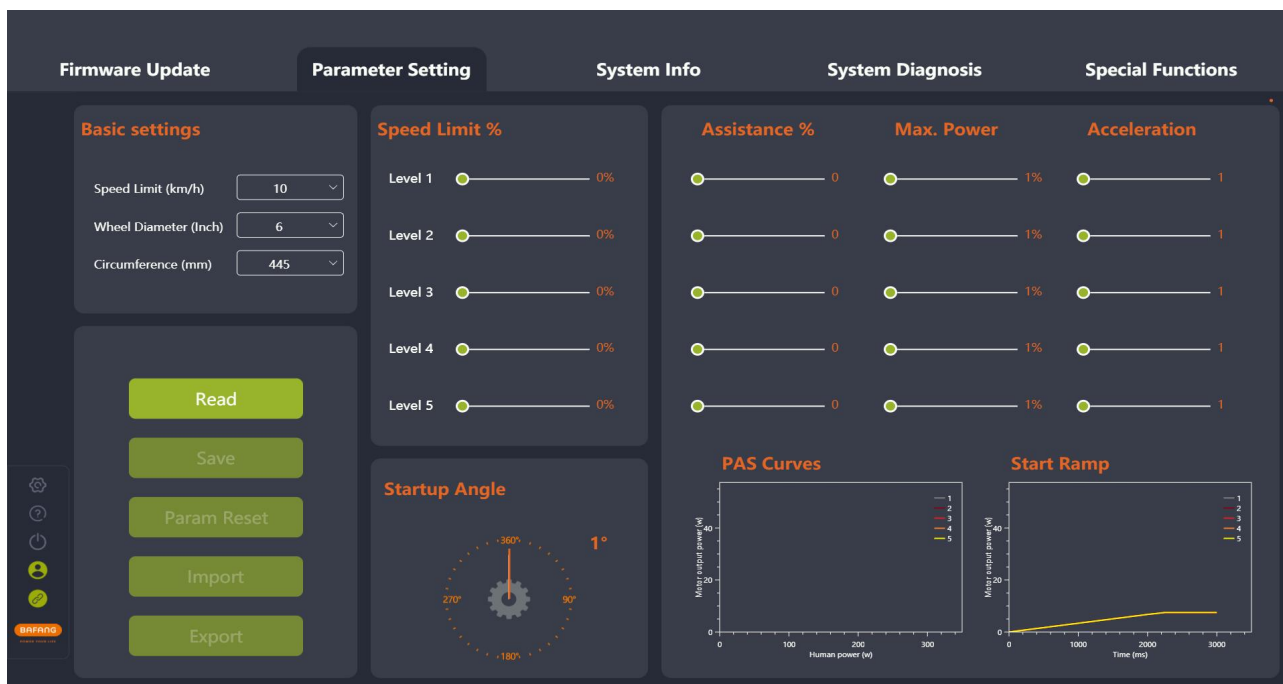 Firmware Update Parameter Setting System Info System Diagnosis Special Functions
Basic settings
Speed Limit (km/h) 10
Wheel Diameter (Inch) 6
Circumference (mm) 445
Read
Save
Param Reset
Import
Export
BAFANG
Speed Limit %
Level 1 0%
Level 2 0%
Level 3 0%
Level 4 0%
Level 5 0%
Startup Angle
1°
360°
270° 90°
180°
Assistance % Max. Power Acceleration
0 1% 1
0 1% 1
0 1% 1
0 1% 1
0 1% 1
PAS Curves
Motor output power (w)
40
20
0
0 100 200 300
Human power (w)
1
2
3
4
5
Start Ramp
Motor output power (w)
40
20
0
0 1000 2000 3000
Time (ms)
1
2
3
4
5